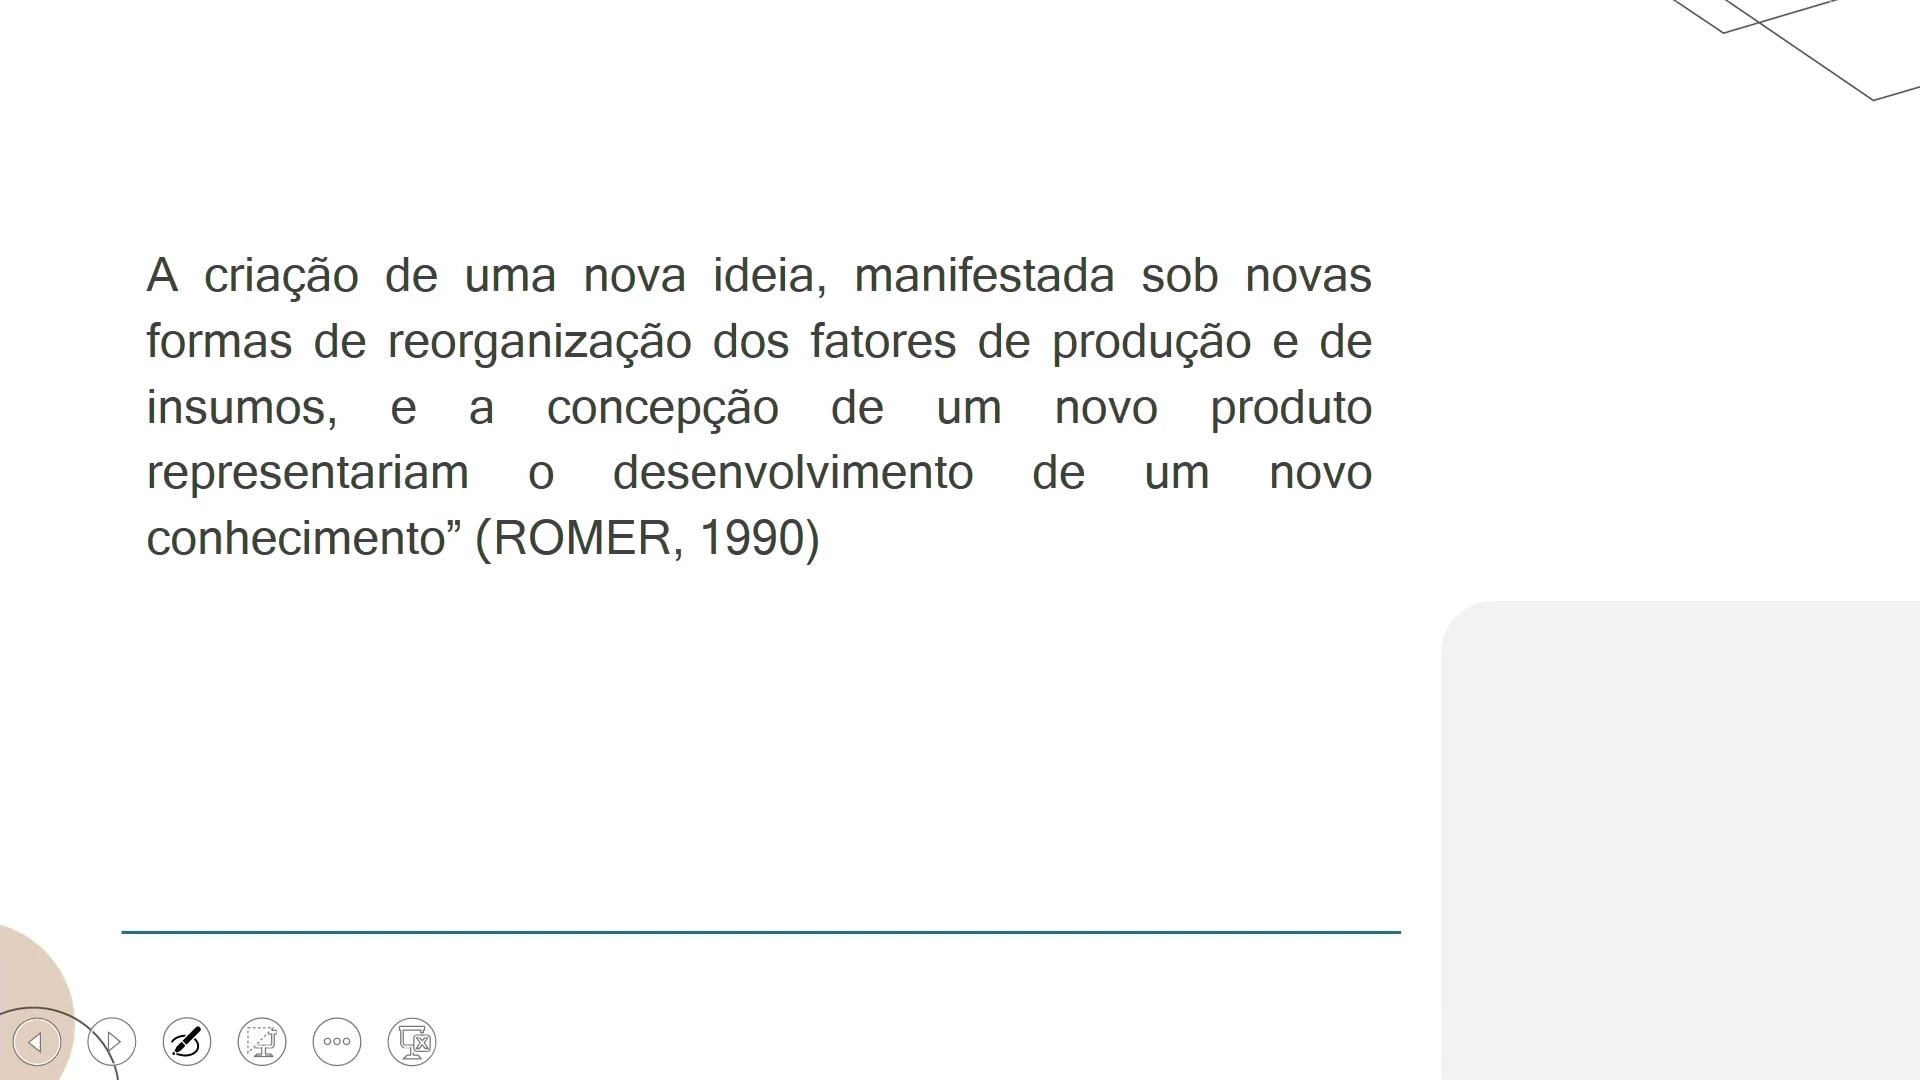 A criação de uma nova ideia, manifestada sob novas
formas de reorganização dos fatores de produção e de
insumos, e a concepção de um novo produto
representariam o desenvolvimento de um novo
conhecimento” (ROMER, 1990)